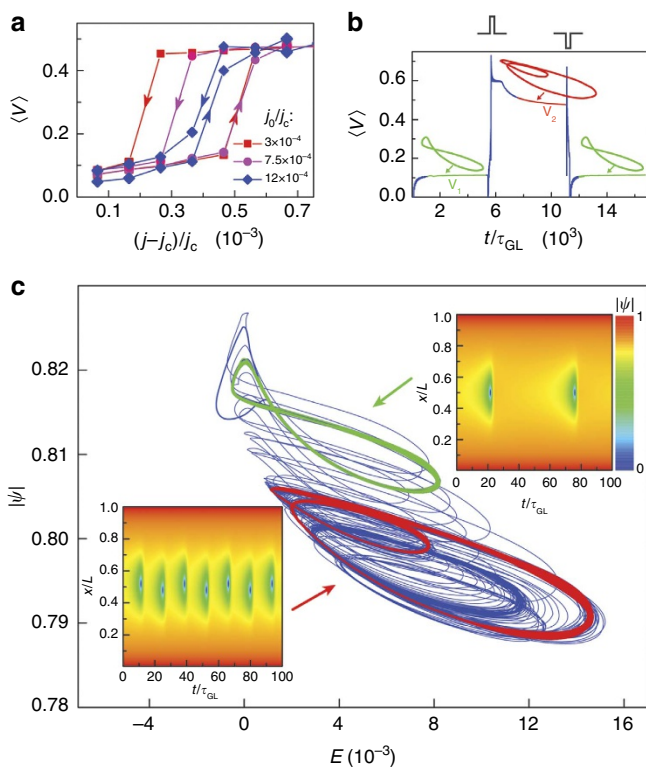 a
⟨V⟩
0.4
0.2
0.0
j0/jc:
3×10−4
7.5×10−4
12×10−4
0.1 0.3 0.5 0.7
(j–jc)/jc (10−3)
b
⟨V⟩
0.6
0.4
0.2
0.0
V2
V1
2 6 10 14
t/τGL (10³)
c
|ψ|
0.82
0.81
0.80
0.79
0.78
−4 0 4 8 12 16
E (10−3)
x/L
1.0
0.8
0.6
0.4
0.2
0 20 40 60 80 100
t/τGL
|ψ|
1
0
x/L
1.0
0.8
0.6
0.4
0.2
0 20 40 60 80 100
t/τGL